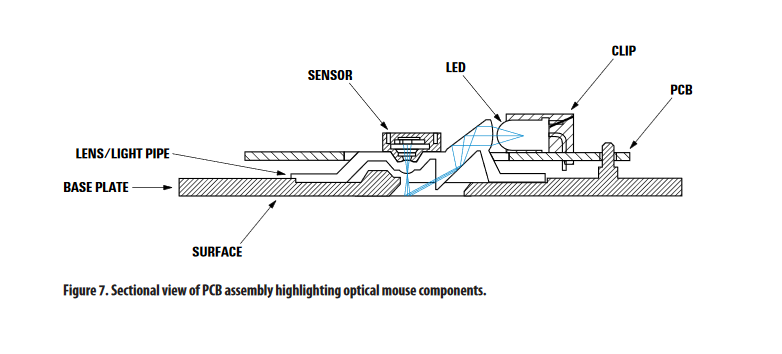 CLIP
LED
SENSOR
PCB
LENS/LIGHT PIPE
BASE PLATE
SURFACE
Figure 7. Sectional view of PCB assembly highlighting optical mouse components.